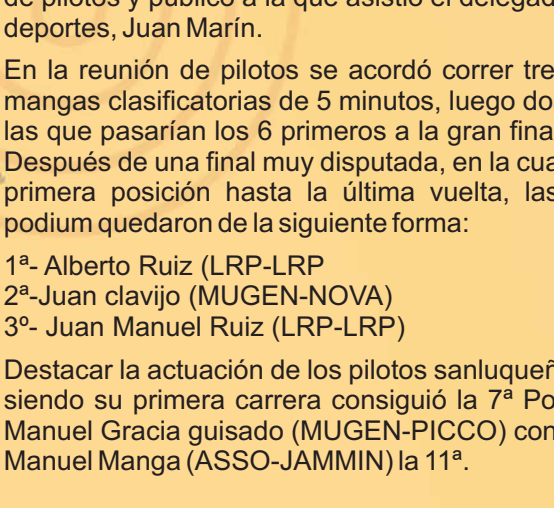 de pilotos y público a la que asistió el delegad
deportes, Juan Marín.
En la reunión de pilotos se acordó correr tre
mangas clasificatorias de 5 minutos, luego do
las que pasarían los 6 primeros a la gran fina
Después de una final muy disputada, en la cua
primera posición hasta la última vuelta, las
podium quedaron de la siguiente forma:
1ª- Alberto Ruiz (LRP-LRP
2ª-Juan clavijo (MUGEN-NOVA)
3º- Juan Manuel Ruiz (LRP-LRP)
Destacar la actuación de los pilotos sanluqueñ
siendo su primera carrera consiguió la 7ª Po
Manuel Gracia guisado (MUGEN-PICCO) con
Manuel Manga (ASSO-JAMMIN) la 11ª.